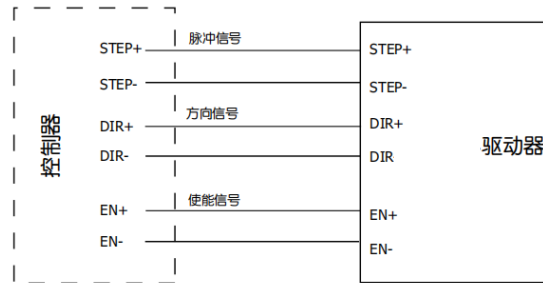 STEP+ 脉冲信号 STEP+
STEP- STEP-
DIR+ 方向信号 DIR+
控制器
DIR- DIR
驱动器
EN+ 使能信号 EN+
EN- EN-